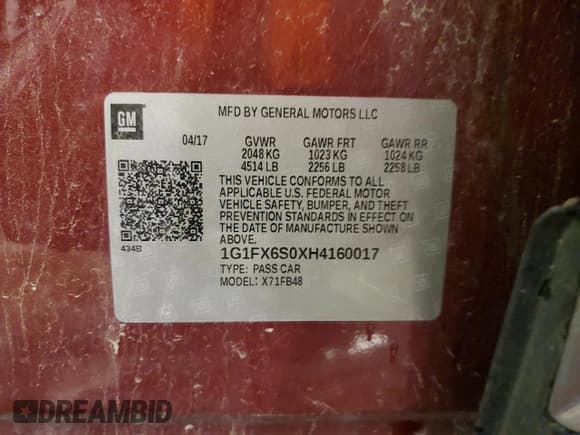 GM
MFD BY GENERAL MOTORS LLC
04/17 GVWR GAWR FRT GAWR RR
2048 KG 1023 KG 1024 KG
4514 LB 2256 LB 2258 LB
THIS VEHICLE CONFORMS TO ALL
APPLICABLE U.S. FEDERAL MOTOR
VEHICLE SAFETY, BUMPER, AND THEFT
PREVENTION STANDARDS IN EFFECT ON
THE DATE OF MANUFACTURE SHOWN
ABOVE.
434B
1G1FX6S0XH4160017
TYPE: PASS CAR
MODEL: X71FB48
DREAMBID